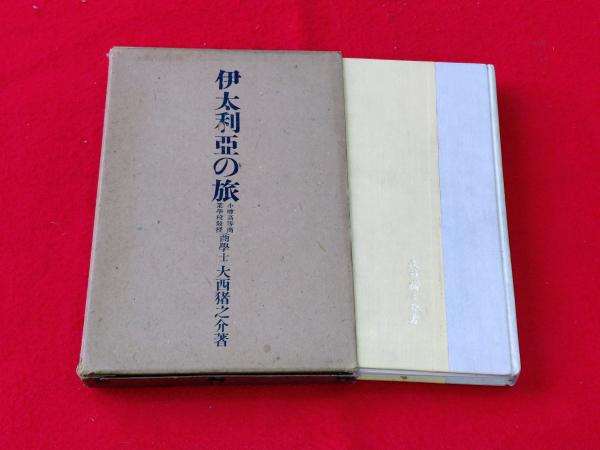 伊太利亞の旅
小樽高等商
業學校敎授
商學士 大西猪之介著